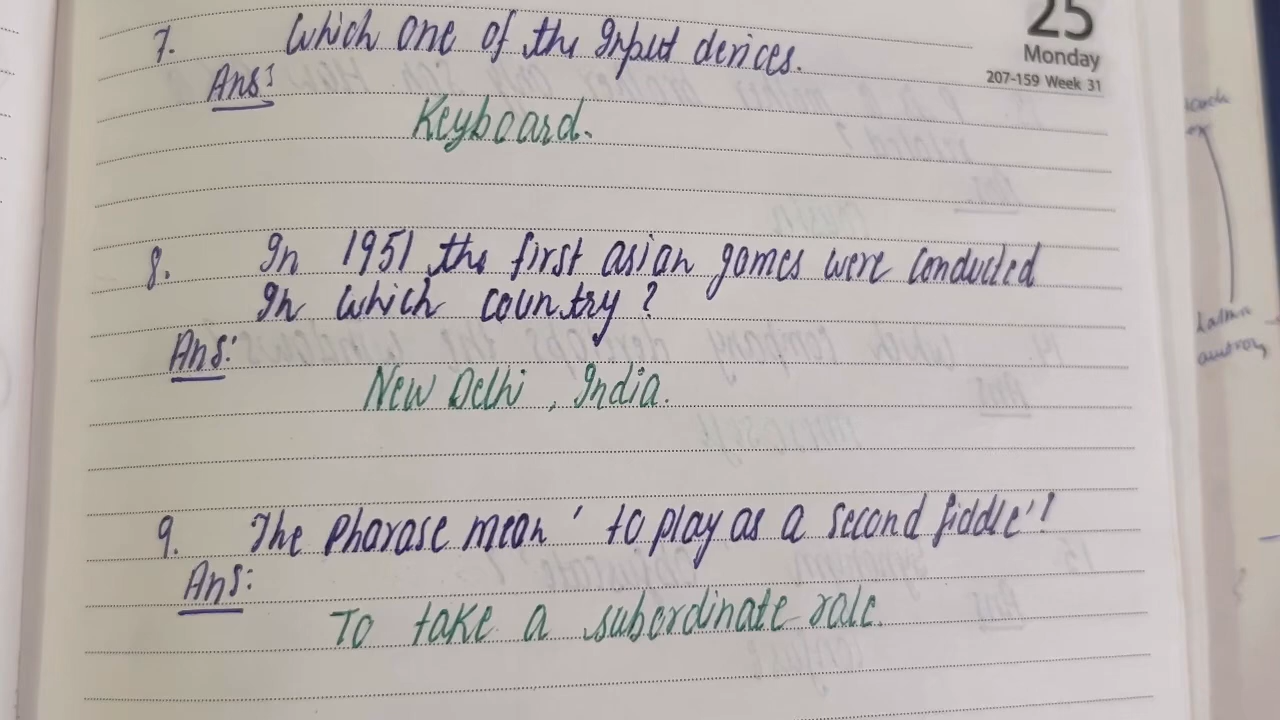 25
Monday
207-159 Week 31
7. Which one of the Input devices.
Ans:
Keyboard.
8. In 1951 the first asian games were conducted
In which country?
Ans:
New Delhi, India.
9. The Pharase mean ' to play as a second fiddle'!
Ans:
To take a subordinate role.